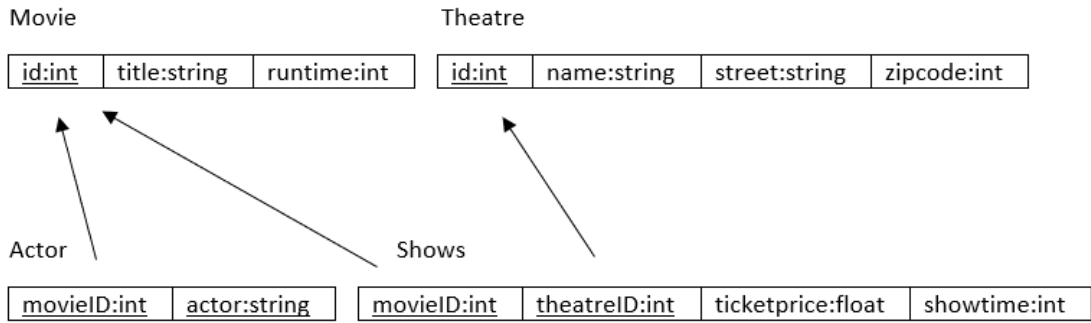 Movie
Theatre
id:int title:string runtime:int
id:int name:string street:string zipcode:int
Actor
Shows
movieID:int actor:string
movieID:int theatreID:int ticketprice:float showtime:int